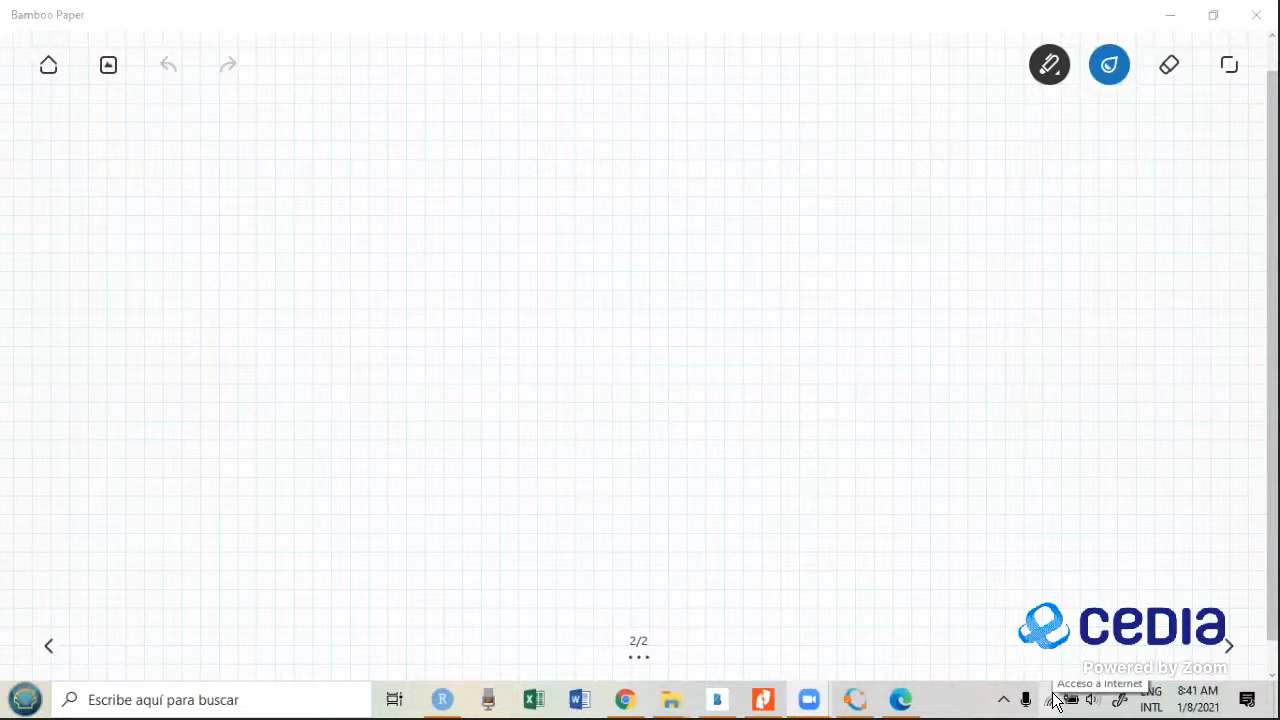 Bamboo Paper
2/2
cedia
Powered by Zoom
Acceso a Internet
Escribe aquí para buscar
ENG
INTL
8:41 AM
1/8/2021